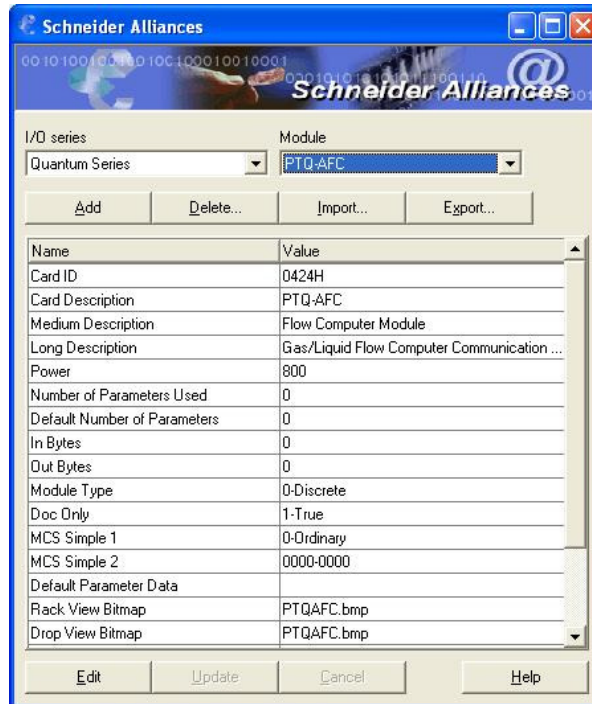 Schneider Alliances
Schneider Alliances
I/O series
Module
Quantum Series
PTQ-AFC
Add
Delete...
Import...
Export...
Name Value
Card ID 0424H
Card Description PTQ-AFC
Medium Description Flow Computer Module
Long Description Gas/Liquid Flow Computer Communication ...
Power 800
Number of Parameters Used 0
Default Number of Parameters 0
In Bytes 0
Out Bytes 0
Module Type 0-Discrete
Doc Only 1-True
MCS Simple 1 0-Ordinary
MCS Simple 2 0000-0000
Default Parameter Data
Rack View Bitmap PTQAFC.bmp
Drop View Bitmap PTQAFC.bmp
Edit
Update
Cancel
Help